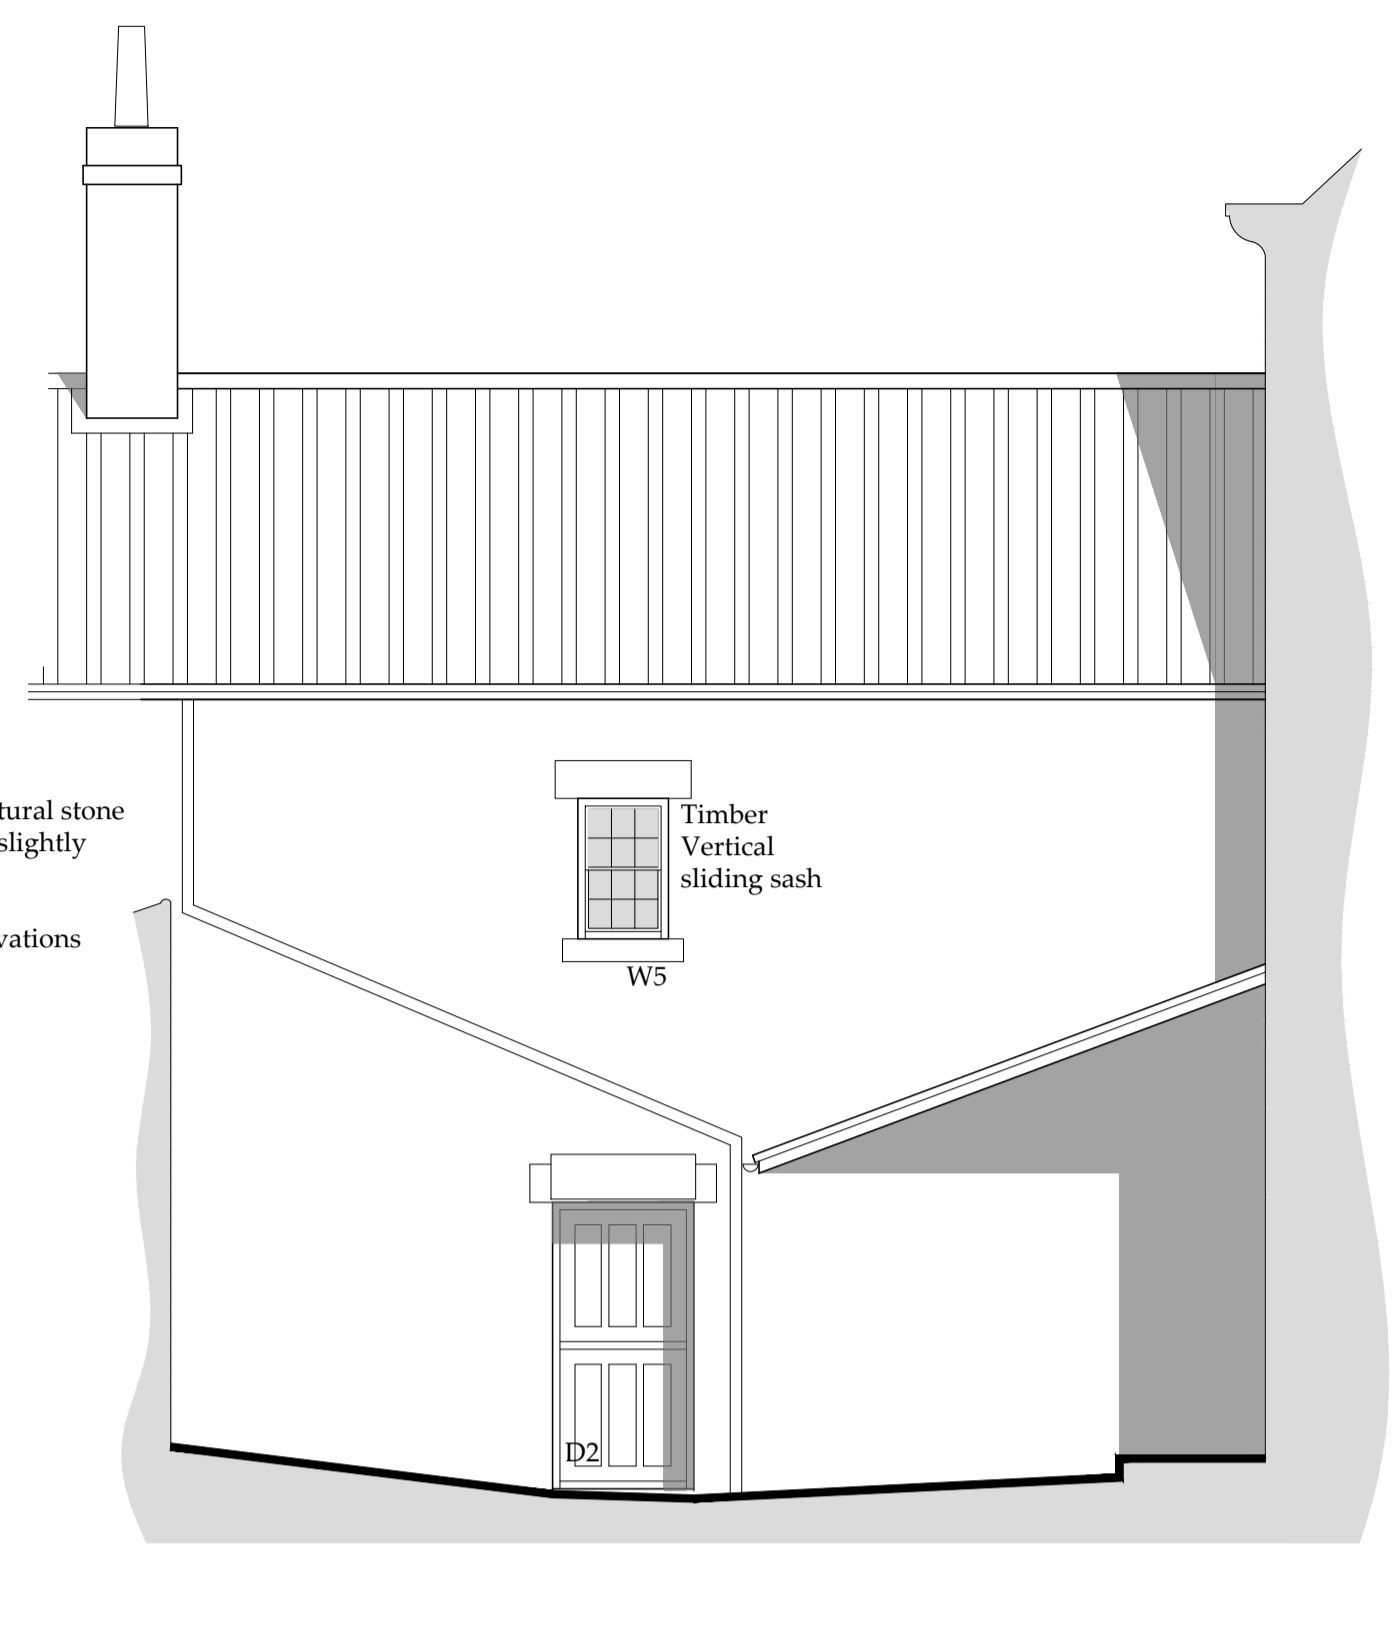 tural stone
slightly
vations
Timber
Vertical
sliding sash
W5
D2